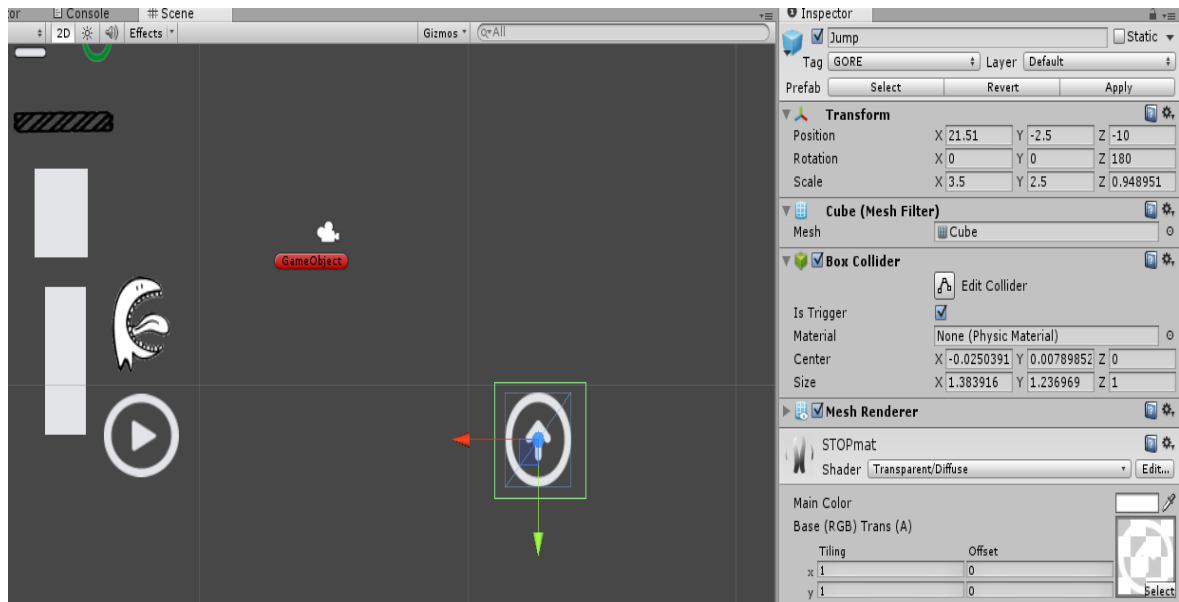 or Console # Scene
2D Effects Gizmos All
GameObject
Inspector
Jump Static
Tag GORE Layer Default
Prefab Select Revert Apply
Transform
Position X 21.51 Y -2.5 Z -10
Rotation X 0 Y 0 Z 180
Scale X 3.5 Y 2.5 Z 0.948951
Cube (Mesh Filter)
Mesh Cube
Box Collider
Edit Collider
Is Trigger
Material None (Physic Material)
Center X -0.0250391 Y 0.00789852 Z 0
Size X 1.383916 Y 1.236969 Z 1
Mesh Renderer
STOPmat
Shader Transparent/Diffuse Edit...
Main Color
Base (RGB) Trans (A)
Tiling Offset
x 1 0
y 1 0 Select